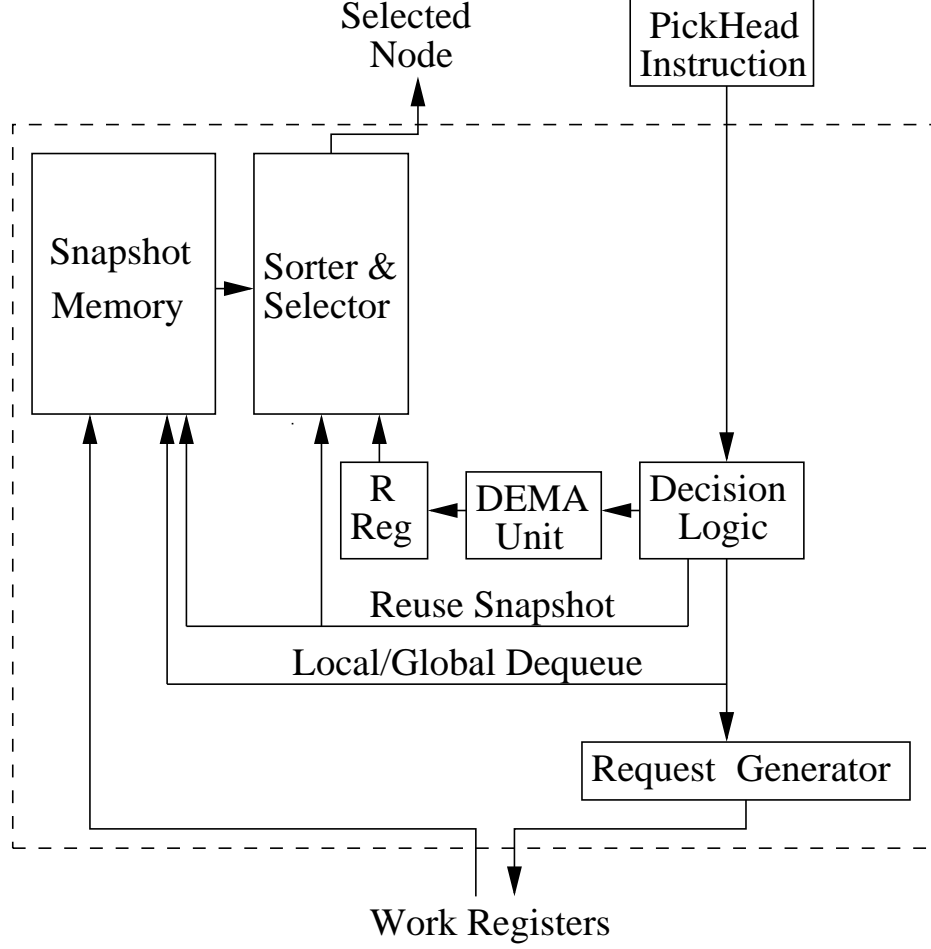 Selected
Node
PickHead
Instruction
Snapshot
Memory
Sorter &
Selector
R
Reg
DEMA
Unit
Decision
Logic
Reuse Snapshot
Local/Global Dequeue
Request Generator
Work Registers